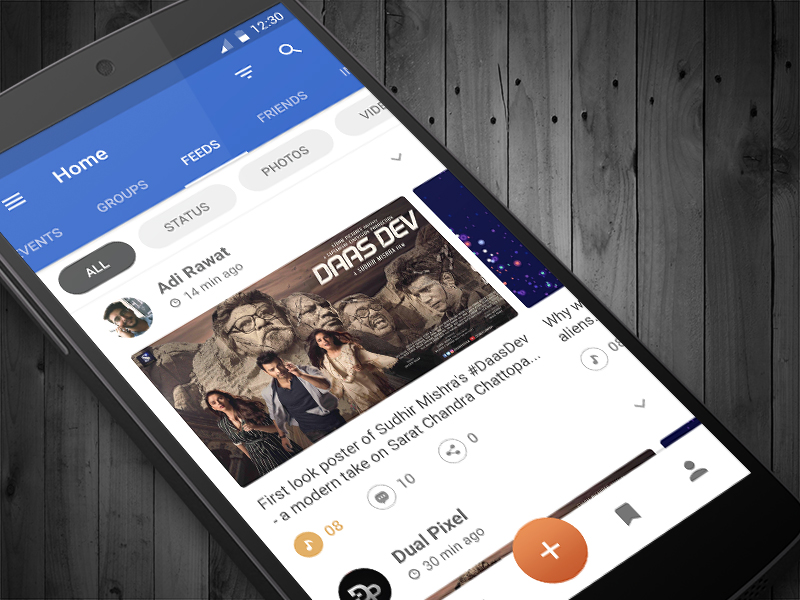 12:30
Home
VENTS
GROUPS
FEEDS
FRIENDS
ALL
STATUS
PHOTOS
VIDE
Adi Rawat
14 min ago
DAAS DEV
A SUDHIR MISHRA FILM
First look poster of Sudhir Mishra's #DaasDev
- a modern take on Sarat Chandra Chattopa...
Why w
aliens.
08
10
0
08
Dual Pixel
30 min ago